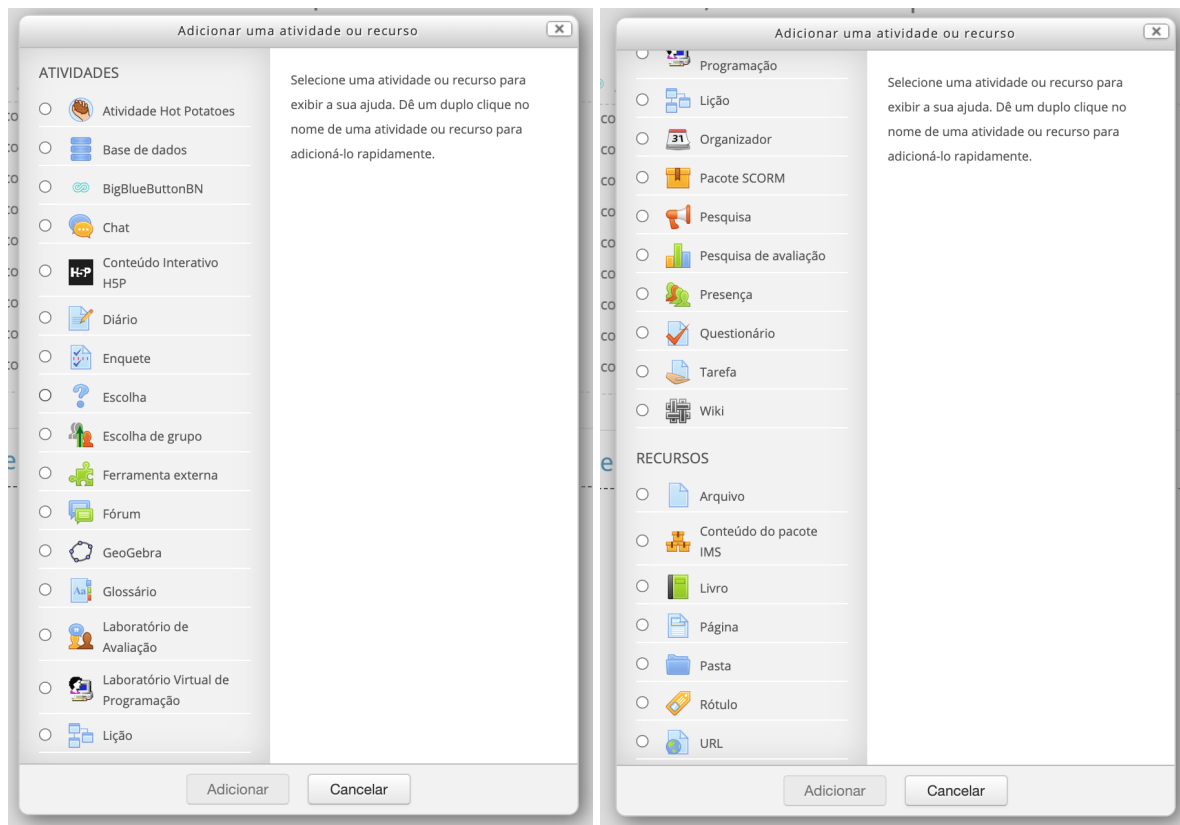 Adicionar uma atividade ou recurso
ATIVIDADES
Atividade Hot Potatoes
Base de dados
BigBlueButtonBN
Chat
Conteúdo Interativo
H5P
H-P
Diário
Enquete
Escolha
Escolha de grupo
Ferramenta externa
Fórum
GeoGebra
Glossário
Aa
Laboratório de
Avaliação
Laboratório Virtual de
Programação
Lição
Selecione uma atividade ou recurso para
exibir a sua ajuda. Dê um duplo clique no
nome de uma atividade ou recurso para
adicioná-lo rapidamente.
Adicionar
Cancelar
Adicionar uma atividade ou recurso
Programação
Lição
31
Organizador
Pacote SCORM
Pesquisa
Pesquisa de avaliação
Presença
Questionário
Tarefa
Wiki
RECURSOS
Arquivo
Conteúdo do pacote
IMS
Livro
Página
Pasta
Rótulo
URL
Selecione uma atividade ou recurso para
exibir a sua ajuda. Dê um duplo clique no
nome de uma atividade ou recurso para
adicioná-lo rapidamente.
Adicionar
Cancelar